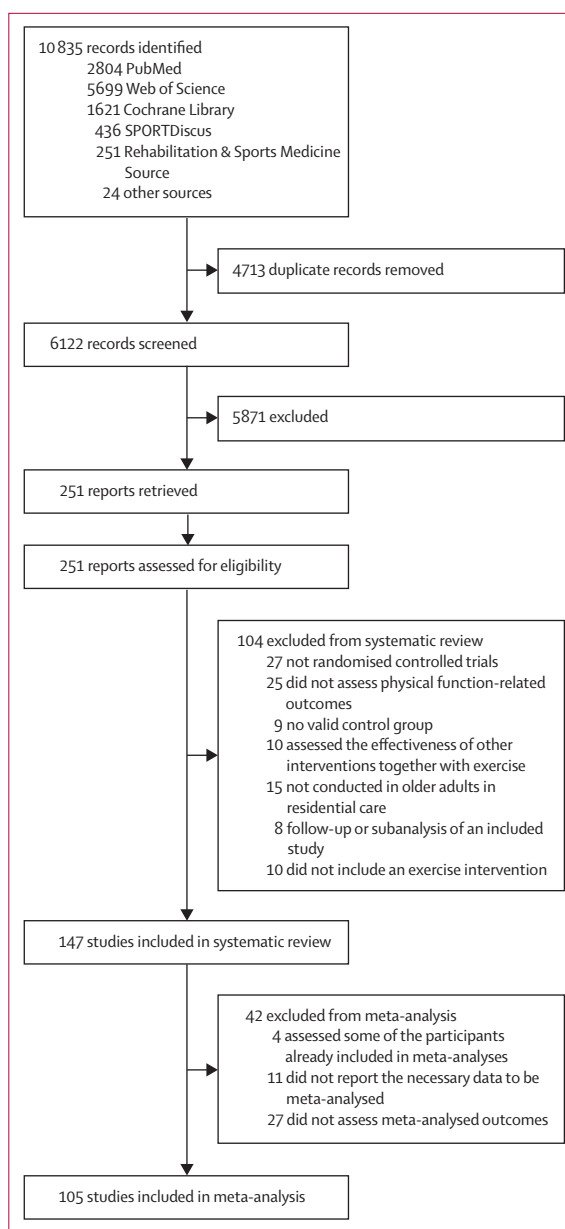 10 835 records identified
2804 PubMed
5699 Web of Science
1621 Cochrane Library
436 SPORTDiscus
251 Rehabilitation & Sports Medicine
Source
24 other sources
4713 duplicate records removed
6122 records screened
5871 excluded
251 reports retrieved
251 reports assessed for eligibility
104 excluded from systematic review
27 not randomised controlled trials
25 did not assess physical function-related
outcomes
9 no valid control group
10 assessed the effectiveness of other
interventions together with exercise
15 not conducted in older adults in
residential care
8 follow-up or subanalysis of an included
study
10 did not include an exercise intervention
147 studies included in systematic review
42 excluded from meta-analysis
4 assessed some of the participants
already included in meta-analyses
11 did not report the necessary data to be
meta-analysed
27 did not assess meta-analysed outcomes
105 studies included in meta-analysis